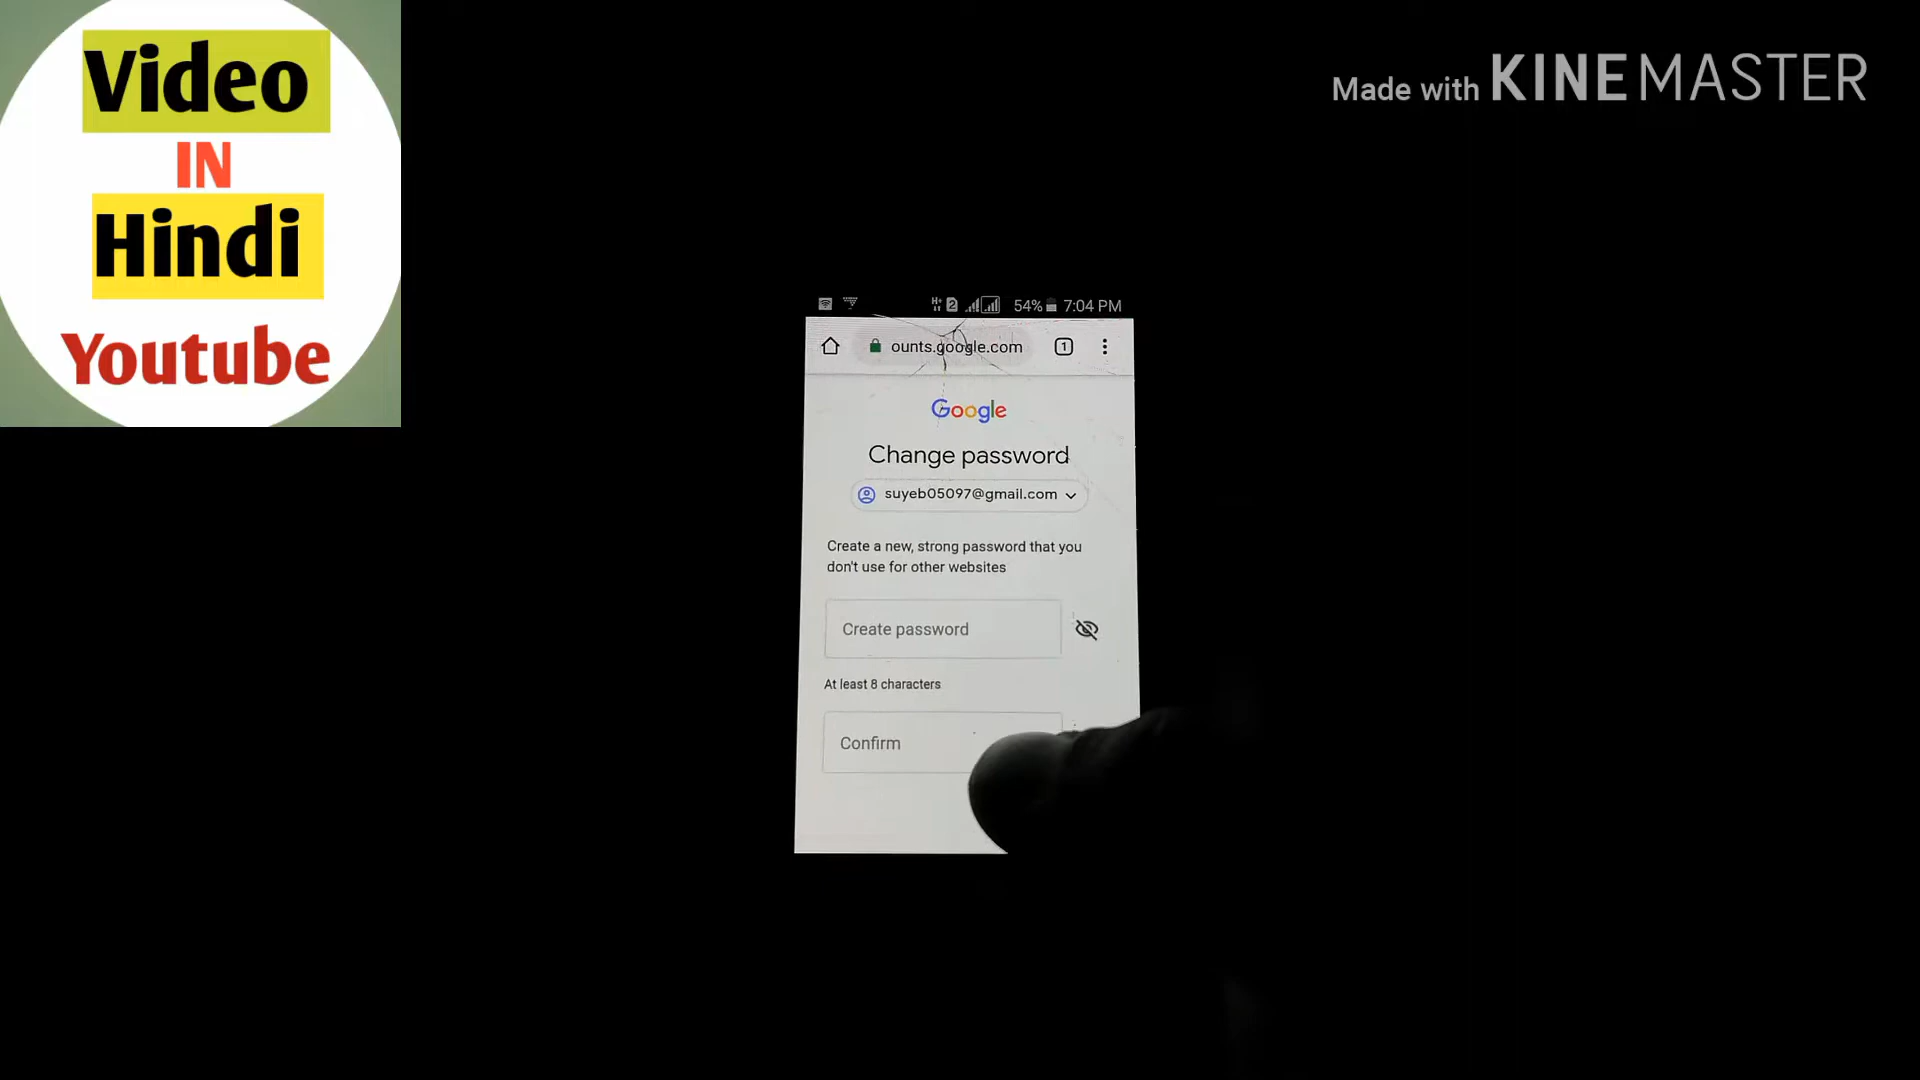 Video
IN
Hindi
Youtube
Made with KINEMASTER
2 54% 7:04 PM
ounts.google.com 1
Google
Change password
suyeb05097@gmail.com
Create a new, strong password that you
don't use for other websites
Create password
At least 8 characters
Confirm